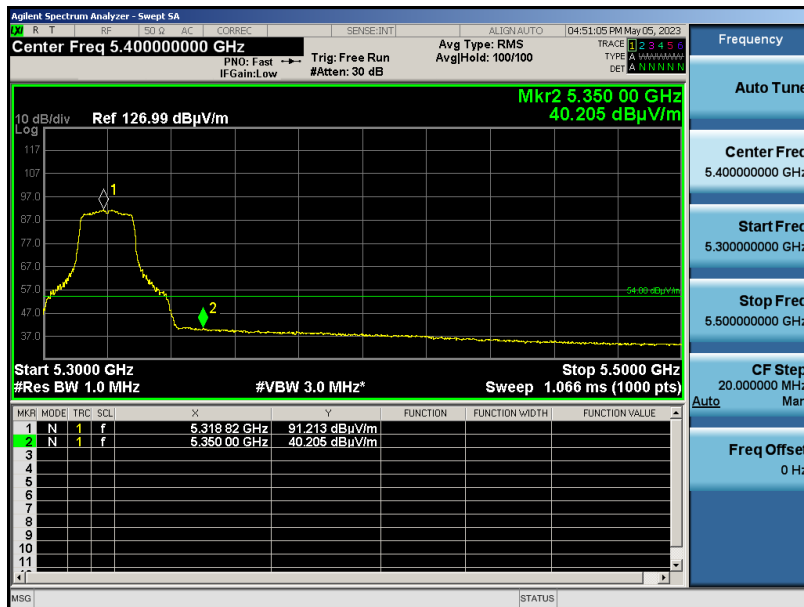 Agilent Spectrum Analyzer - Swept SA
LXI R T RF 50 Ω AC CORREC SENSE:INT ALIGN AUTO 04:51:05 PM May 05, 2023
Center Freq 5.400000000 GHz
PNO: Fast
IFGain:Low
Trig: Free Run
#Atten: 30 dB
Avg Type: RMS
Avg|Hold: 100/100
TRACE 1 2 3 4 5 6
TYPE A WWWWW
DET A N N N N N
Mkr2 5.350 00 GHz
40.205 dBµV/m
10 dB/div Ref 126.99 dBµV/m
Log
117
107
97.0
87.0
77.0
67.0
57.0
47.0
37.0
1
2
54.00 dBµV/m
Start 5.3000 GHz Stop 5.5000 GHz
#Res BW 1.0 MHz #VBW 3.0 MHz* Sweep 1.066 ms (1000 pts)
MKR MODE TRC SCL X Y FUNCTION FUNCTION WIDTH FUNCTION VALUE
1 N 1 f 5.318 82 GHz 91.213 dBµV/m
2 N 1 f 5.350 00 GHz 40.205 dBµV/m
3
4
5
6
7
8
9
10
11
MSG STATUS
Frequency
Auto Tune
Center Freq
5.400000000 GHz
Start Freq
5.300000000 GHz
Stop Freq
5.500000000 GHz
CF Step
20.000000 MHz
Auto Man
Freq Offset
0 Hz